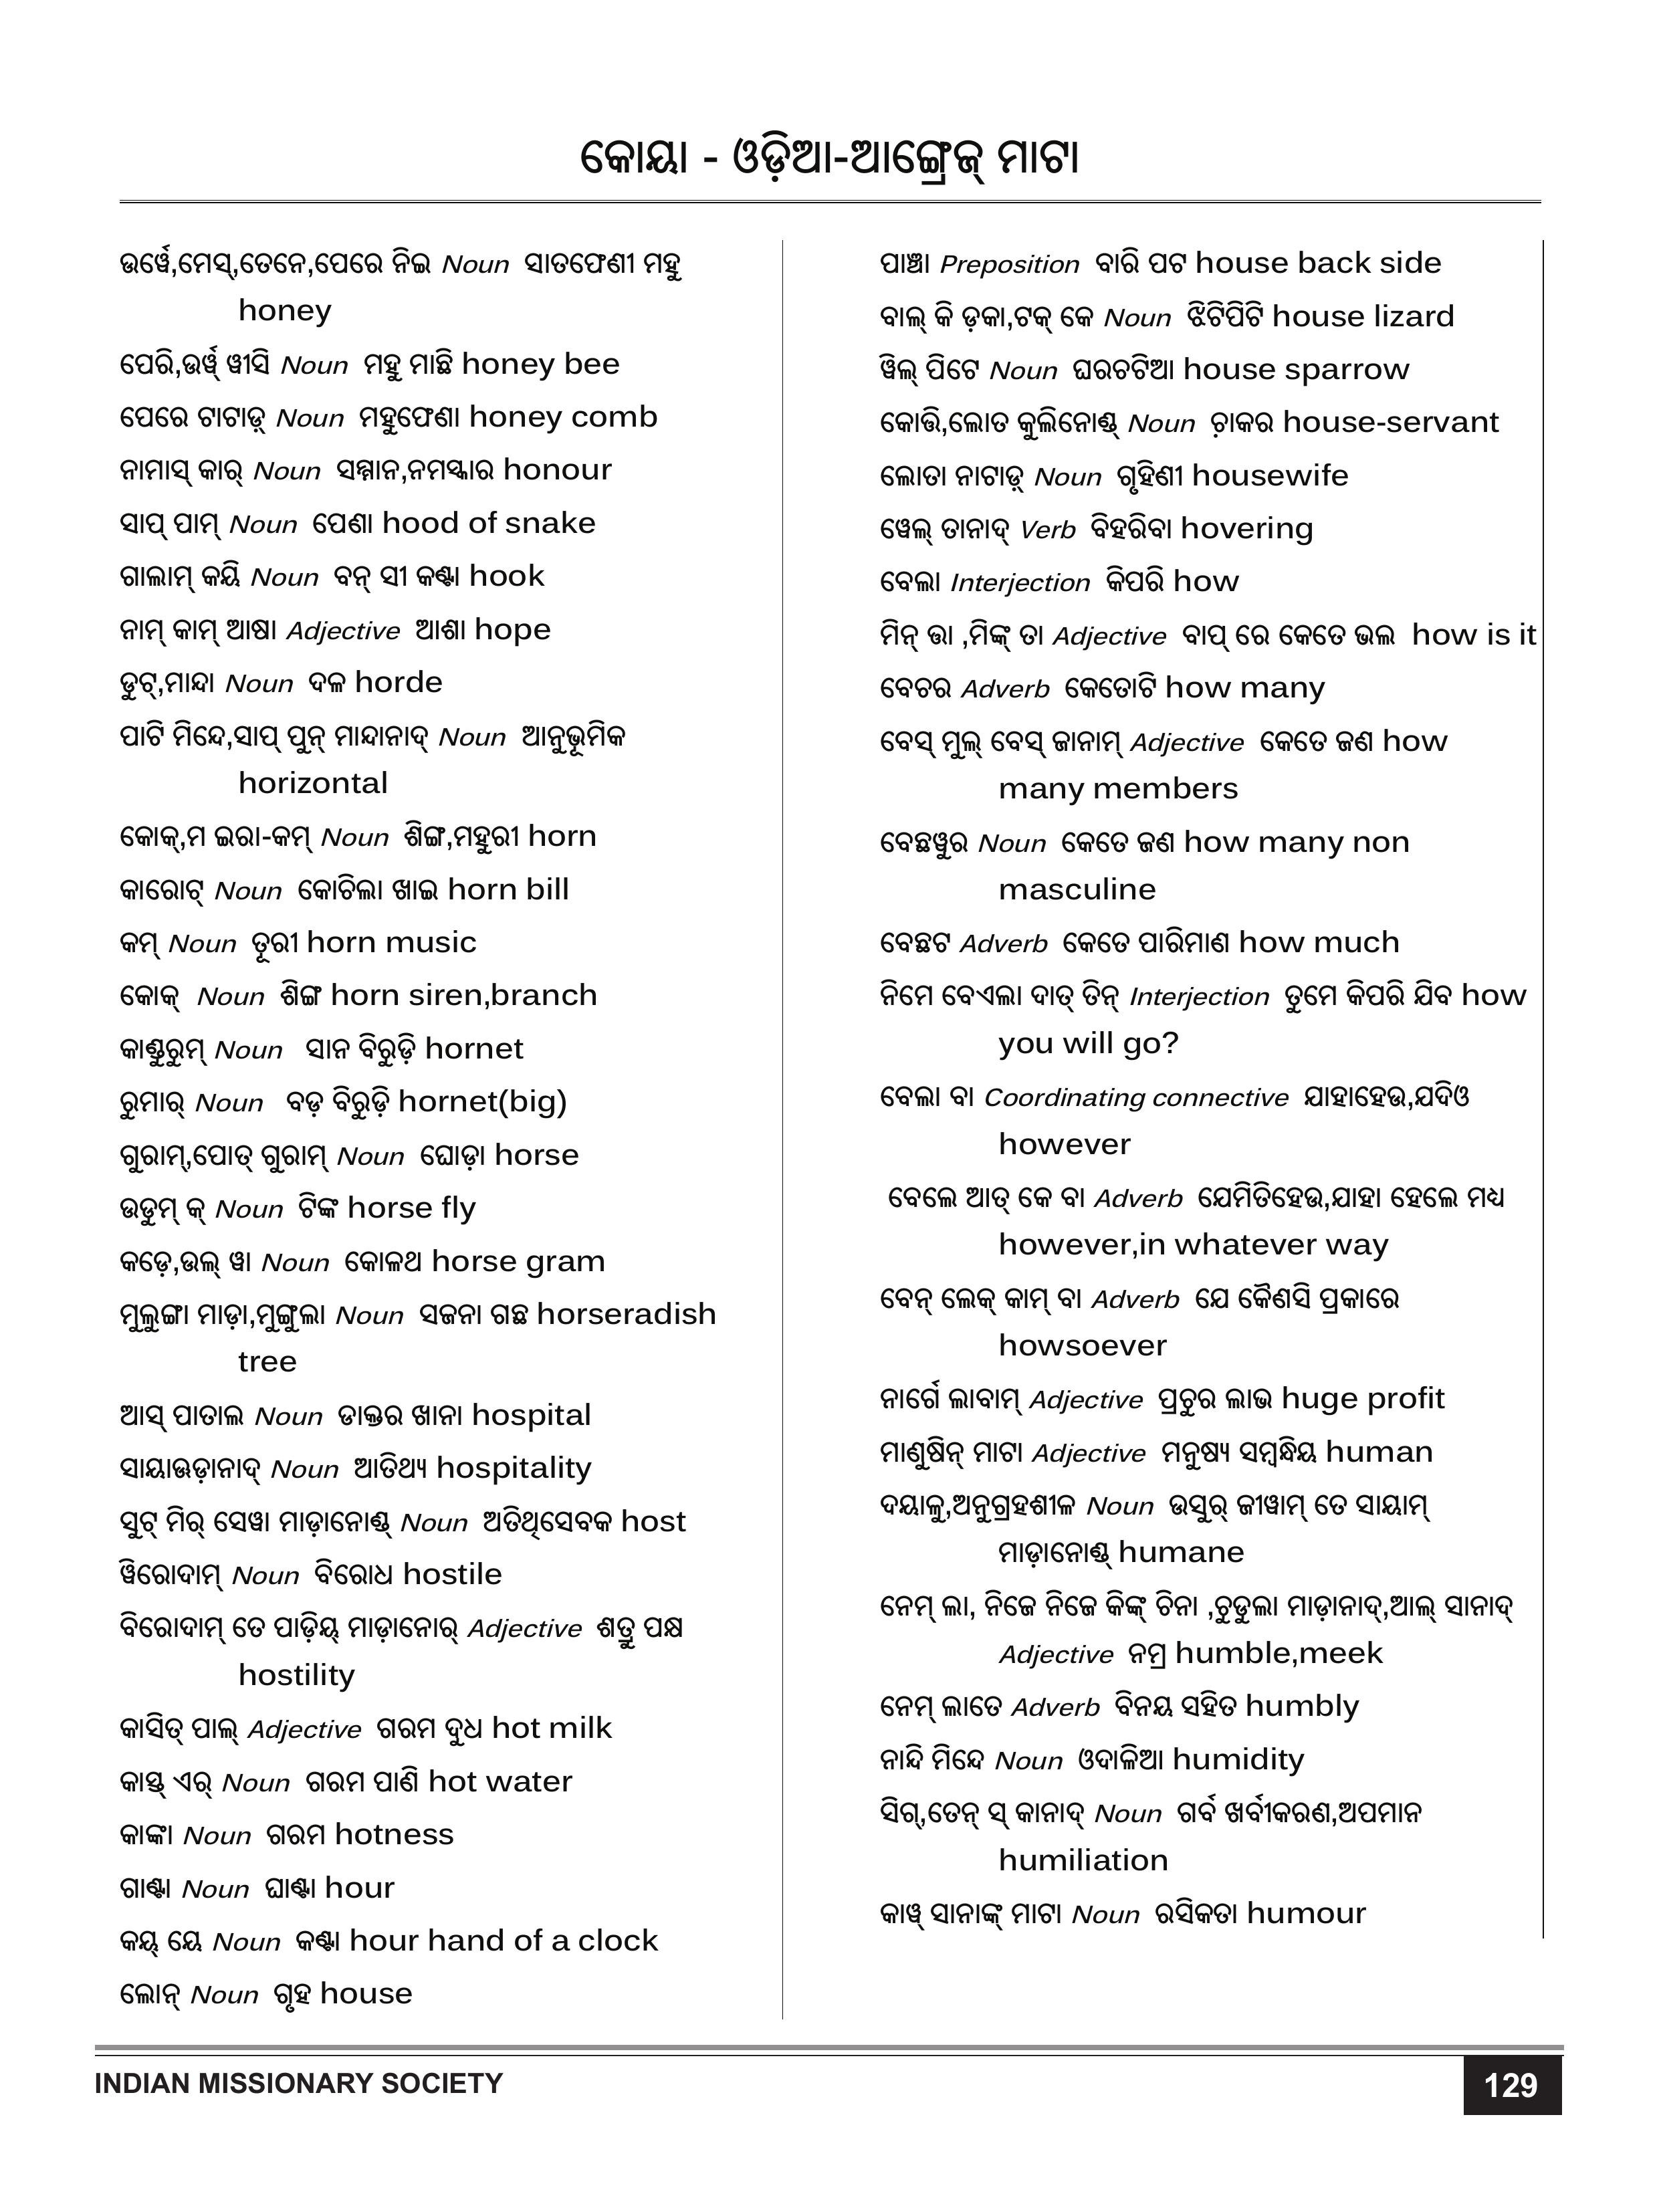 କୋୟା - ଓଡ଼ିଆ-ଆଙ୍ଗ୍ରେଜ୍ ମାଟା
ଉର୍ୱେ,ମେସ୍,ତେନେ,ପେରେ ନିଇ Noun ସାତଫେଣୀ ମହୁ
honey
ପେରି,ଉର୍ୱ୍ ୱୀସି Noun ମହୁ ମାଛି honey bee
ପେରେ ଟାଟାଡ଼୍ Noun ମହୁଫେଣା honey comb
ନାମାସ୍ କାର୍ Noun ସମ୍ମାନ,ନମସ୍କାର honour
ସାପ୍ ପାମ୍ Noun ପେଣା hood of snake
ଗାଲାମ୍ କୟି Noun ବନ୍ ସୀ କଣ୍ଟା hook
ନାମ୍ କାମ୍ ଆଷା Adjective ଆଶା hope
ଡୁଟ୍,ମାନ୍ଦା Noun ଦଳ horde
ପାଟି ମିନ୍ଦେ,ସାପ୍ ପୁନ୍ ମାନ୍ଦାନାଦ୍ Noun ଆନୁଭୂମିକ
horizontal
କୋକ୍,ମ ଇରା-କମ୍ Noun ଶିଙ୍ଗ,ମହୁରୀ horn
କାରୋଟ୍ Noun କୋଚିଲା ଖାଇ horn bill
କମ୍ Noun ତୂରୀ horn music
କୋକ୍ Noun ଶିଙ୍ଗ horn siren,branch
କାଣ୍ଡୁରୁମ୍ Noun ସାନ ବିରୁଡ଼ି hornet
ରୁମାର୍ Noun ବଡ଼ ବିରୁଡ଼ି hornet(big)
ଗୁରାମ୍,ପୋତ୍ ଗୁରାମ୍ Noun ଘୋଡ଼ା horse
ଉଡୁମ୍ କ୍ Noun ଟିଙ୍କ horse fly
କଡ଼େ,ଉଲ୍ ୱା Noun କୋଳଥ horse gram
ମୁଲୁଙ୍ଗା ମାଡ଼ା,ମୁଙ୍ଗୁଲା Noun ସଜନା ଗଛ horseradish
tree
ଆସ୍ ପାତାଲ Noun ଡାକ୍ତର ଖାନା hospital
ସାୟାଊଡ଼ାନାଦ୍ Noun ଆତିଥ୍ୟ hospitality
ସୁଟ୍ ମିର୍ ସେୱା ମାଡ଼ାନୋଣ୍ଡ୍ Noun ଅତିଥିସେବକ host
ୱିରୋଦାମ୍ Noun ବିରୋଧ hostile
ବିରୋଦାମ୍ ତେ ପାଡ଼ିୟ୍ ମାଡ଼ାନୋର୍ Adjective ଶତ୍ରୁ ପକ୍ଷ
hostility
କାସିତ୍ ପାଲ୍ Adjective ଗରମ ଦୁଧ hot milk
କାସ୍ତ୍ ଏର୍ Noun ଗରମ ପାଣି hot water
କାଙ୍କା Noun ଗରମ hotness
ଗାଣ୍ଟା Noun ଘାଣ୍ଟା hour
କୟ୍ ୟେ Noun କଣ୍ଟା hour hand of a clock
ଲୋନ୍ Noun ଗୃହ house
ପାଞ୍ଚା Preposition ବାରି ପଟ house back side
ବାଲ୍ କି ଡ଼କା,ଟକ୍ କେ Noun ଝିଟିପିଟି house lizard
ୱିଲ୍ ପିଟେ Noun ଘରଚଟିଆ house sparrow
କୋତ୍ତି,ଲୋତ କୁଲିନୋଣ୍ଡ୍ Noun ଚ଼ାକର house-servant
ଲୋତା ନାଟାଡ଼୍ Noun ଗୃହିଣୀ housewife
ୱେଲ୍ ତାନାଦ୍ Verb ବିହରିବା hovering
ବେଲା Interjection କିପରି how
ମିନ୍ ତ୍ତା ,ମିଙ୍କ୍ ତା Adjective ବାପ୍ ରେ କେତେ ଭଲ how is it
ବେଚର Adverb କେତୋଟି how many
ବେସ୍ ମୁଲ୍ ବେସ୍ ଜାନାମ୍ Adjective କେତେ ଜଣ how
many members
ବେଛୱୁର Noun କେତେ ଜଣ how many non
masculine
ବେଛଟ Adverb କେତେ ପାରିମାଣ how much
ନିମେ ବେଏଲା ଦାତ୍ ତିନ୍ Interjection ତୁମେ କିପରି ଯିବ how
you will go?
ବେଲା ବା Coordinating connective ଯାହାହେଉ,ଯଦିଓ
however
ବେଲେ ଆତ୍ କେ ବା Adverb ଯେମିତିହେଉ,ଯାହା ହେଲେ ମଧ୍ୟ
however,in whatever way
ବେନ୍ ଲେକ୍ କାମ୍ ବା Adverb ଯେ କୈଣସି ପ୍ରକାରେ
howsoever
ନାର୍ଗେ ଲାବାମ୍ Adjective ପ୍ରଚୁର ଲାଭ huge profit
ମାଣୁଷିନ୍ ମାଟା Adjective ମନୁଷ୍ୟ ସମ୍ବନ୍ଧିୟ human
ଦୟାଳୁ,ଅନୁଗ୍ରହଶୀଳ Noun ଉସୁର୍ ଜୀୱାମ୍ ତେ ସାୟାମ୍
ମାଡ଼ାନୋଣ୍ଡ୍ humane
ନେମ୍ ଲା, ନିଜେ ନିଜେ କିଙ୍କ୍ ଚିନା ,ଚୁଡୁଲା ମାଡ଼ାନାଦ୍,ଆଲ୍ ସାନାଦ୍
Adjective ନମ୍ର humble,meek
ନେମ୍ ଲାତେ Adverb ବିନୟ ସହିତ humbly
ନାନ୍ଦି ମିନ୍ଦେ Noun ଓଦାଳିଆ humidity
ସିଗ୍,ତେନ୍ ସ୍ କାନାଦ୍ Noun ଗର୍ବ ଖର୍ବୀକରଣ,ଅପମାନ
humiliation
କାୱ୍ ସାନାଙ୍କ୍ ମାଟା Noun ରସିକତା humour
INDIAN MISSIONARY SOCIETY
129